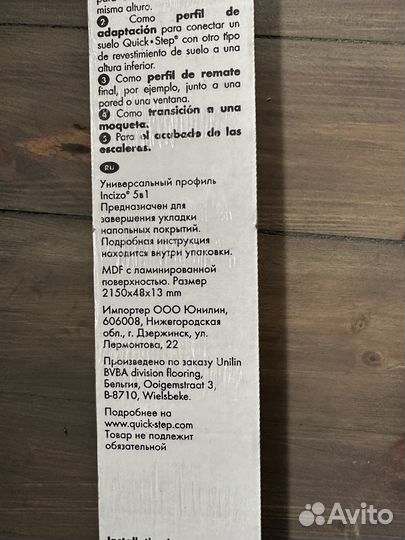 misma altura.
❷ Como perfil de
adaptación para conectar un
suelo Quick•Step® con otro tipo
de revestimiento de suelo a una
altura inferior.
❸ Como perfil de remate
final, por ejemplo, junto a una
pared o una ventana.
❹ Como transición a una
moqueta.
❺ Para el acabado de las
escaleras.
RU
Универсальный профиль
Incizo® 5в1
Предназначен для
завершения укладки
напольных покрытий.
Подробная инструкция
находится внутри упаковки.
MDF с ламинированной
поверхностью. Размер
2150x48x13 mm
Импортер ООО Юнилин,
606008, Нижегородская
обл., г. Дзержинск, ул.
Лермонтова, 22
Произведено по заказу Unilin
BVBA division flooring,
Бельгия, Ooigemstraat 3,
B-8710, Wielsbeke.
Подробнее на
www.quick-step.com
Товар не подлежит
обязательной
Avito